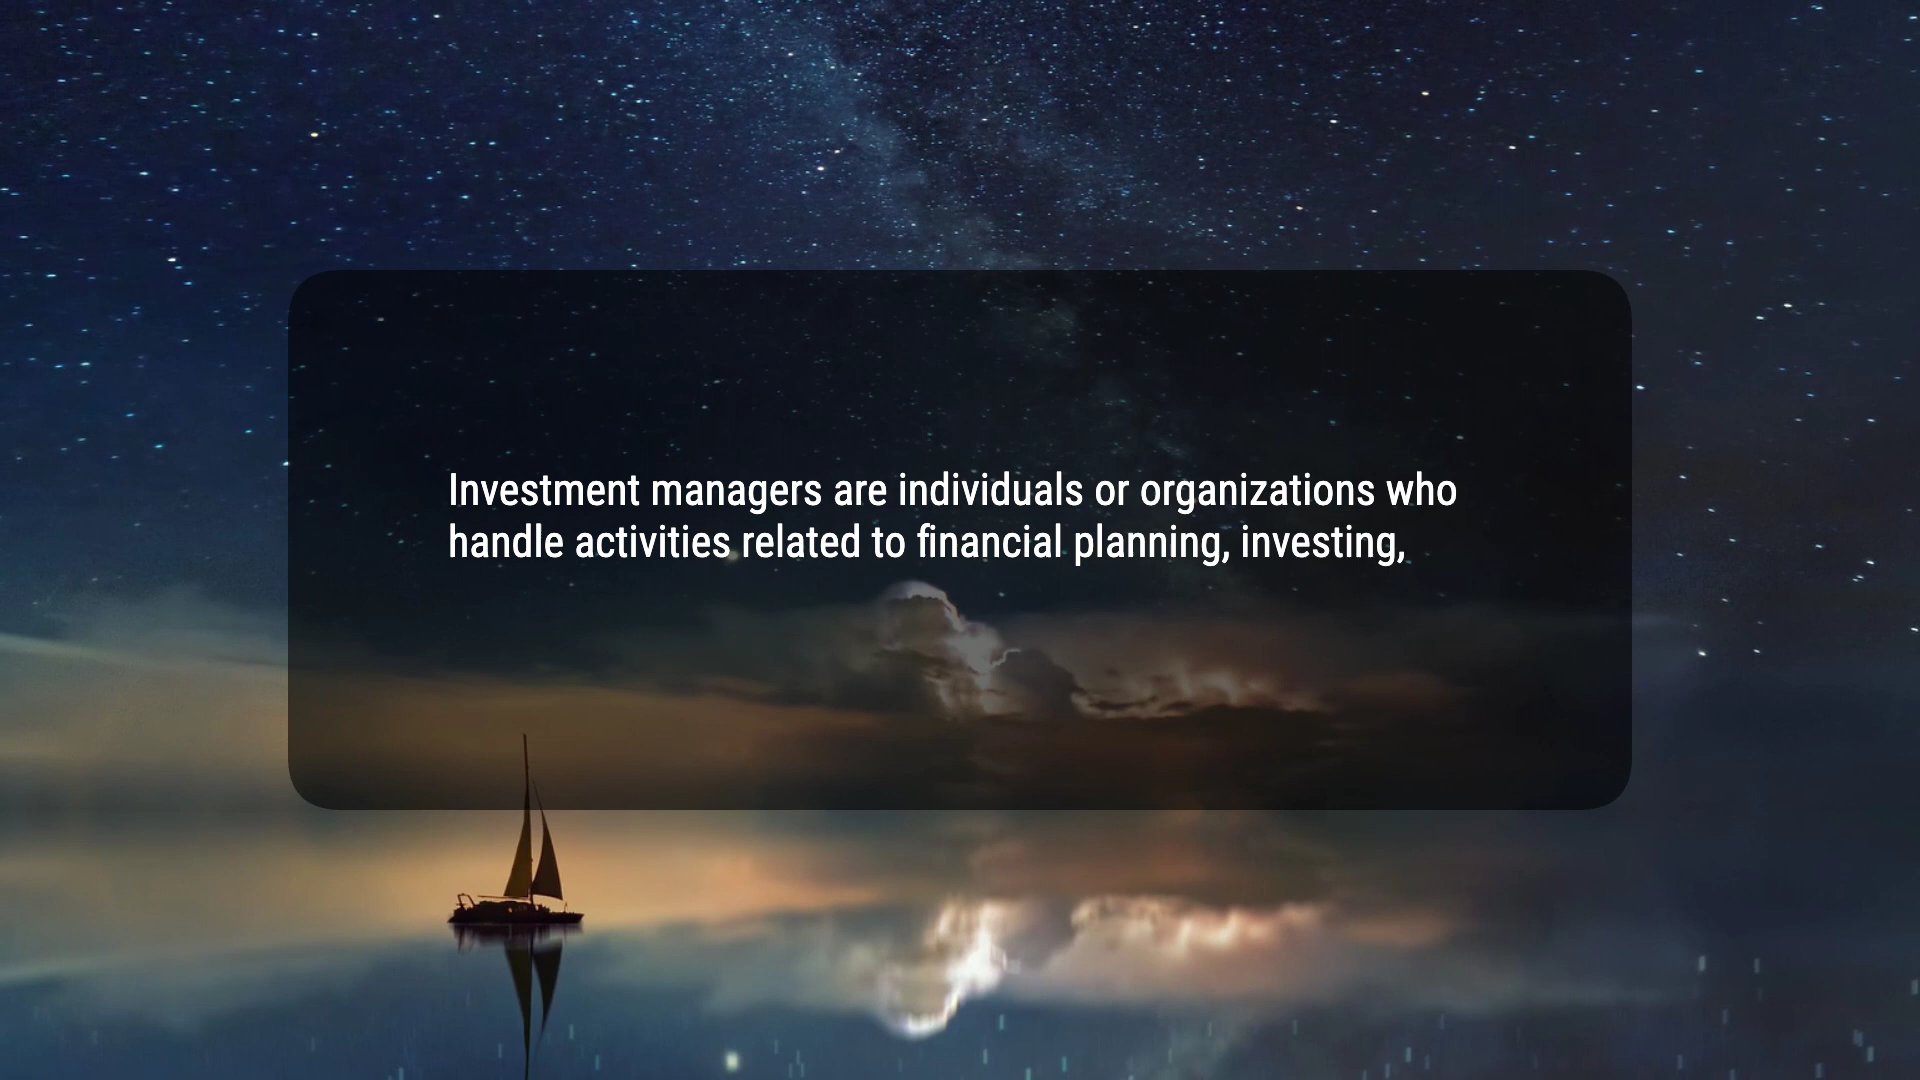 Investment managers are individuals or organizations who
handle activities related to financial planning, investing,